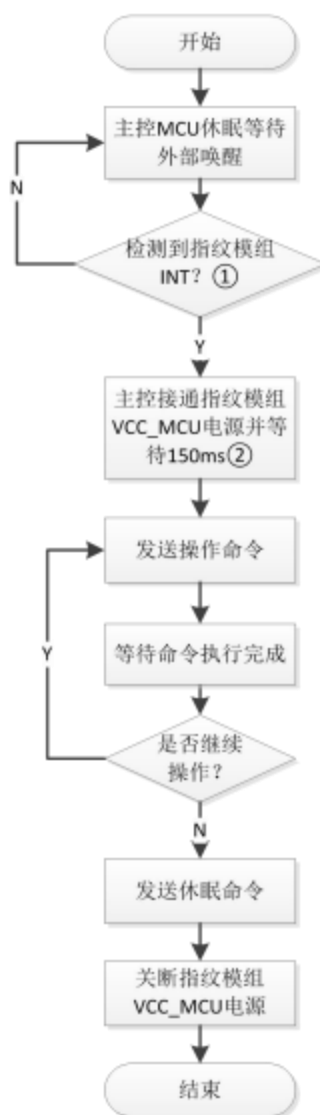 开始
主控MCU休眠等待
外部唤醒
N
检测到指纹模组
INT？①
Y
主控接通指纹模组
VCC_MCU电源并等
待150ms②
发送操作命令
Y
等待命令执行完成
是否继续
操作？
N
发送休眠命令
关断指纹模组
VCC_MCU电源
结束